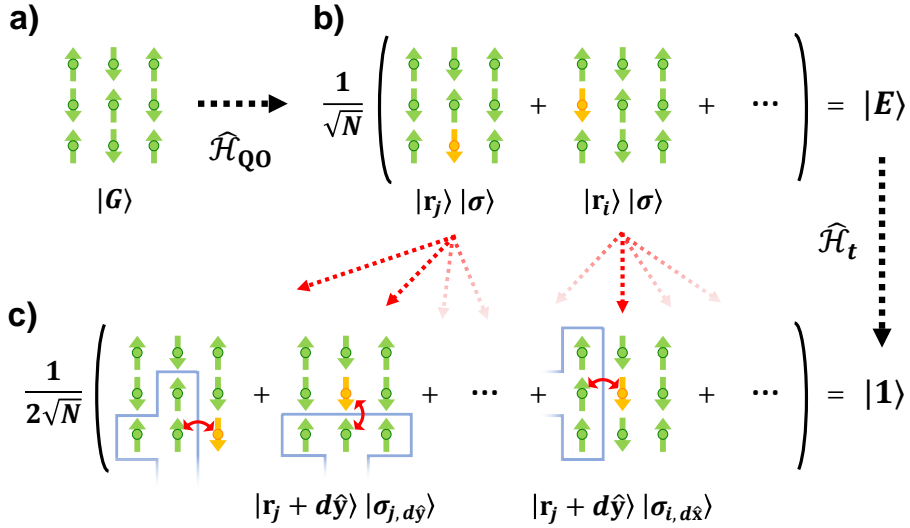 a)
|G⟩
Ĥ_QO
b)
1/√N ( + + ⋯ ) = |E⟩
|r_j⟩ |σ⟩ |r_i⟩ |σ⟩
Ĥ_t
c)
1/2√N ( + + ⋯ + + ⋯ ) = |1⟩
|r_j + dŷ⟩ |σ_{j,dŷ}⟩ |r_j + dŷ⟩ |σ_{i,dx̂}⟩